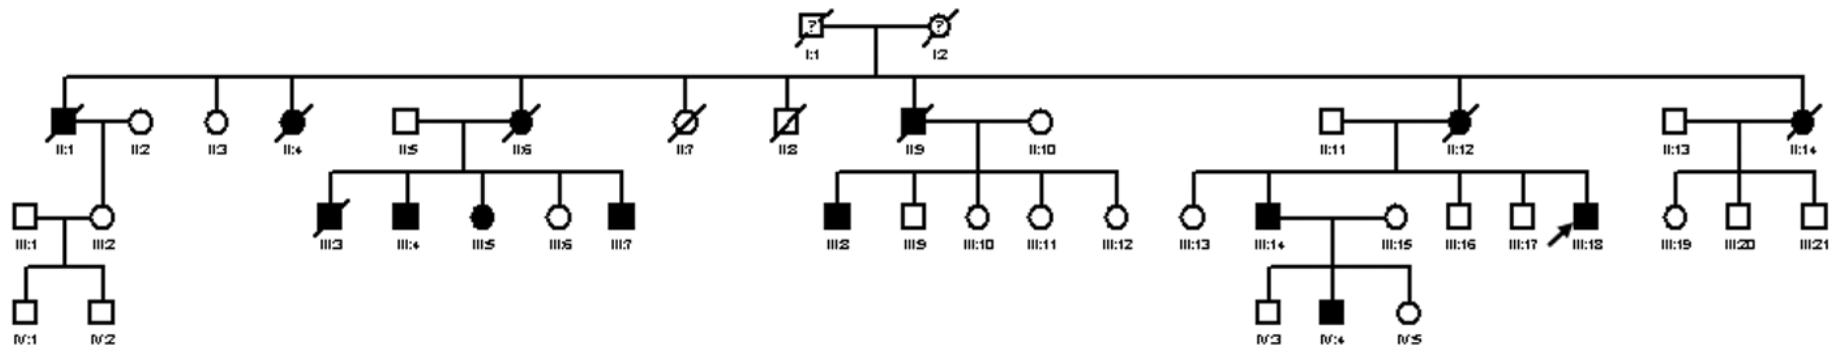 ? ?
I:1 I:2
II:1 II:2 II:3 II:4 II:5 II:6 II:7 II:8 II:9 II:10 II:11 II:12 II:13 II:14
III:1 III:2 III:3 III:4 III:5 III:6 III:7 III:8 III:9 III:10 III:11 III:12 III:13 III:14 III:15 III:16 III:17 III:18 III:19 III:20 III:21
IV:1 IV:2 IV:3 IV:4 IV:5